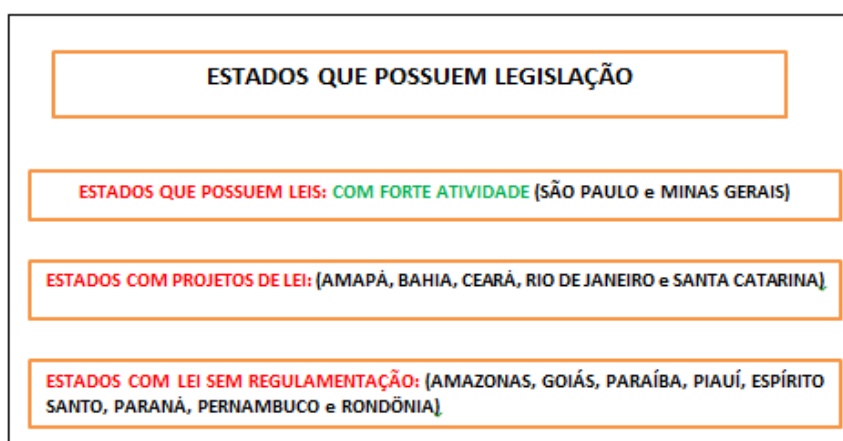 ESTADOS QUE POSSUEM LEGISLAÇÃO
ESTADOS QUE POSSUEM LEIS: COM FORTE ATIVIDADE (SÃO PAULO e MINAS GERAIS)
ESTADOS COM PROJETOS DE LEI: (AMAPÁ, BAHIA, CEARÁ, RIO DE JANEIRO e SANTA CATARINA)
ESTADOS COM LEI SEM REGULAMENTAÇÃO: (AMAZONAS, GOIÁS, PARAÍBA, PIAUÍ, ESPÍRITO
SANTO, PARANÁ, PERNAMBUCO e RONDÔNIA)